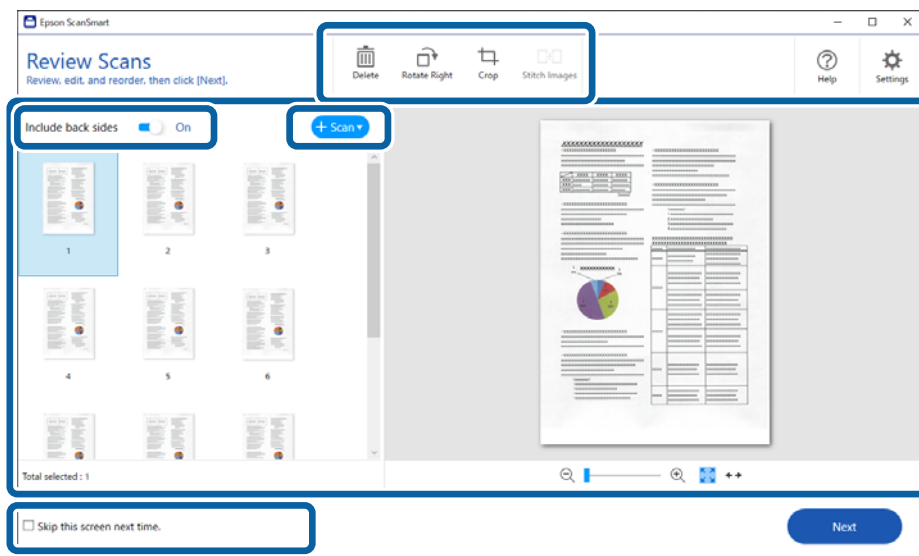 Epson ScanSmart
Review Scans
Review, edit, and reorder, then click [Next].
Delete
Rotate Right
Crop
Stitch Images
Help
Settings
Include back sides
On
+ Scan
1
2
3
4
5
6
Total selected : 1
Skip this screen next time.
Next